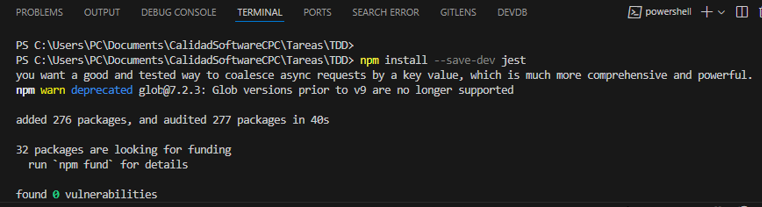 PROBLEMS OUTPUT DEBUG CONSOLE TERMINAL PORTS SEARCH ERROR GITLENS DEVDB powershell
PS C:\Users\PC\Documents\CalidadSoftwareCPC\Tareas\TDD>
PS C:\Users\PC\Documents\CalidadSoftwareCPC\Tareas\TDD> npm install --save-dev jest
you want a good and tested way to coalesce async requests by a key value, which is much more comprehensive and powerful.
npm warn deprecated glob@7.2.3: Glob versions prior to v9 are no longer supported
added 276 packages, and audited 277 packages in 40s
32 packages are looking for funding
run `npm fund` for details
found 0 vulnerabilities